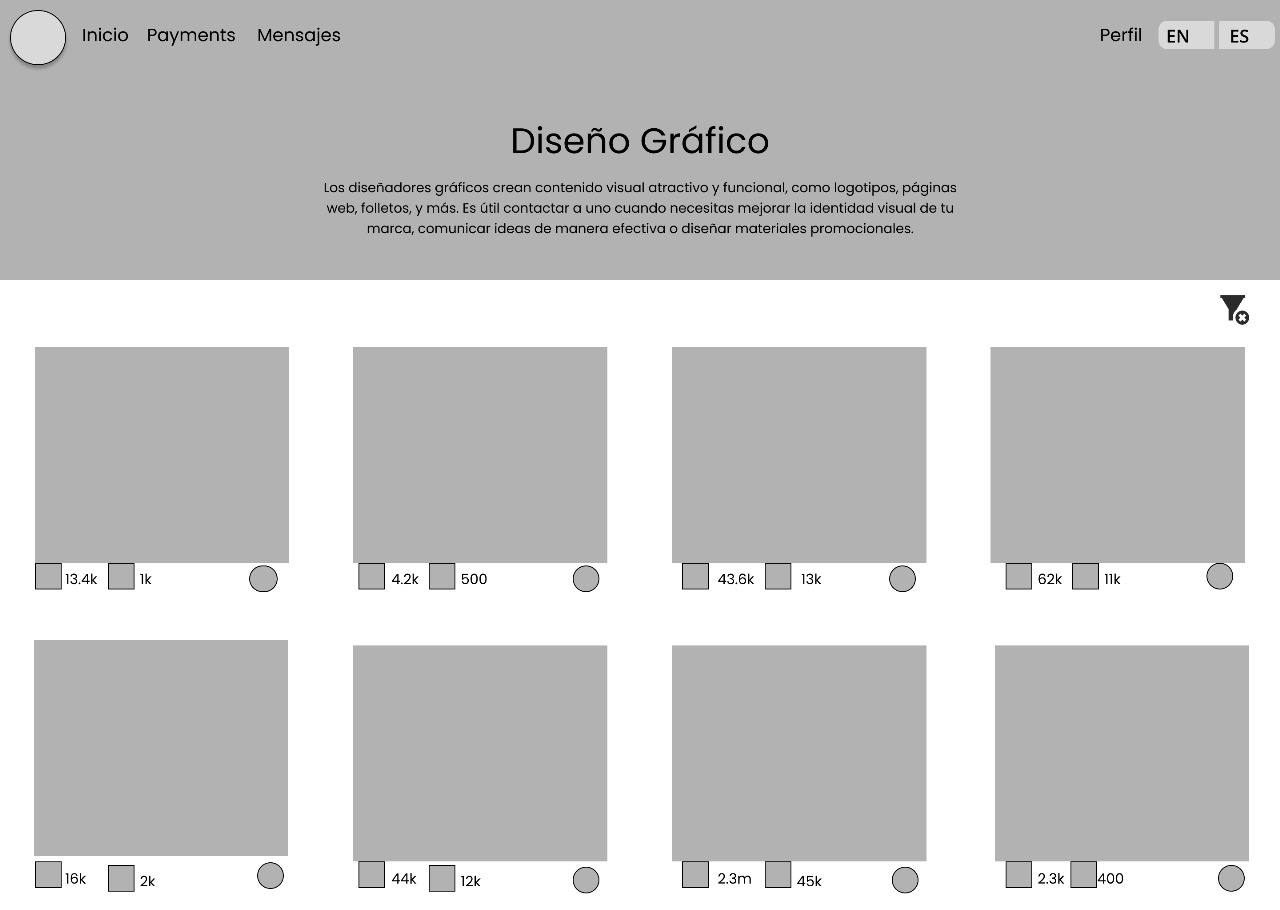 Inicio Payments Mensajes Perfil EN ES
Diseño Gráfico
Los diseñadores gráficos crean contenido visual atractivo y funcional, como logotipos, páginas
web, folletos, y más. Es útil contactar a uno cuando necesitas mejorar la identidad visual de tu
marca, comunicar ideas de manera efectiva o diseñar materiales promocionales.
13.4k 1k 4.2k 500 43.6k 13k 62k 11k
16k 2k 44k 12k 2.3m 45k 2.3k 400